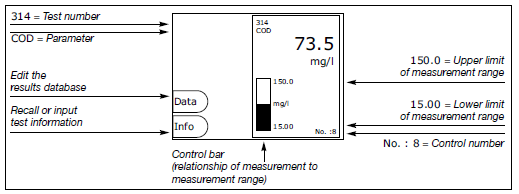 314 = Test number
COD = Parameter
Edit the
results database
Recall or input
test information
Data
Info
314
COD
73.5
mg/l
150.0
mg/l
15.00
No. :8
150.0 = Upper limit
of measurement range
15.00 = Lower limit
of measurement range
No. : 8 = Control number
Control bar
(relationship of measurement to
measurement range)